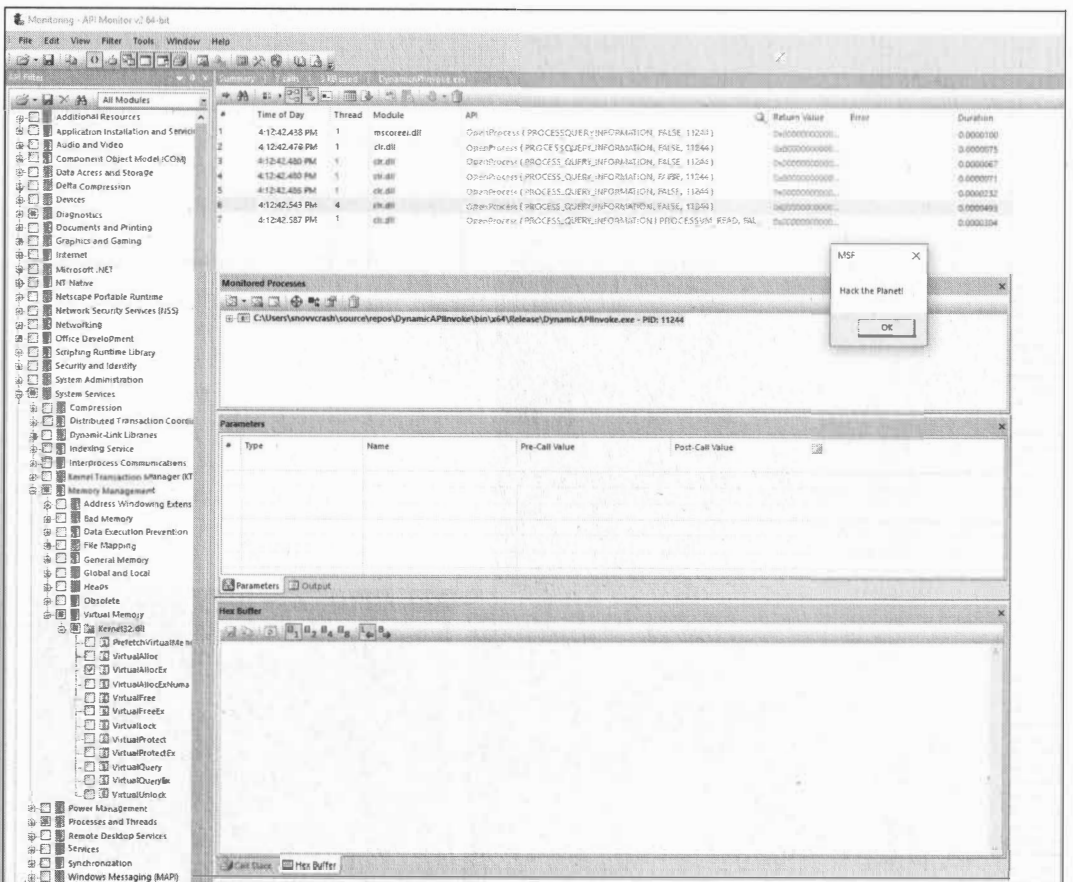 Monitoring - API Monitor v2 64-bit
File Edit View Filter Tools Window Help
API Filter
Summary | 7 calls | used | DynamicAPIInvoke.exe
All Modules
Additional Resources
Application Installation and Servici
Audio and Video
Component Object Model (COM)
Data Access and Storage
Delta Compression
Devices
Diagnostics
Documents and Printing
Graphics and Gaming
Internet
Microsoft .NET
NT Native
Netscape Portable Runtime
Network Security Services (NSS)
Networking
Office Development
Scripting Runtime Library
Security and Identity
System Administration
System Services
Compression
Distributed Transaction Coordin
Dynamic-Link Libraries
Indexing Service
Interprocess Communications
Kernel Transaction Manager (KT
Memory Management
Address Windowing Extens
Bad Memory
Data Execution Prevention
File Mapping
General Memory
Global and Local
Heaps
Obsolete
Virtual Memory
Kernel32.dll
PrefetchVirtualMe
VirtualAlloc
VirtualAllocEx
VirtualAllocExNuma
VirtualFree
VirtualFreeEx
VirtualLock
VirtualProtect
VirtualProtectEx
VirtualQuery
VirtualQueryEx
VirtualUnlock
Power Management
Processes and Threads
Remote Desktop Services
Services
Synchronization
Windows Messaging (MAPI)
# Time of Day Thread Module API Return Value Error Duration
1 4:12:42.438 PM 1 mscoreei.dll OpenProcess ( PROCESS_QUERY_INFORMATION, FALSE, 11244 ) 0.0000100
2 4:12:42.478 PM 1 clr.dll OpenProcess ( PROCESS_QUERY_INFORMATION, FALSE, 11244 ) 0.0000075
3 4:12:42.480 PM 1 clr.dll OpenProcess ( PROCESS_QUERY_INFORMATION, FALSE, 11244 ) 0.0000067
4 4:12:42.480 PM 1 clr.dll OpenProcess ( PROCESS_QUERY_INFORMATION, FALSE, 11244 ) 0.0000071
5 4:12:42.486 PM 1 clr.dll OpenProcess ( PROCESS_QUERY_INFORMATION, FALSE, 11244 ) 0.0000232
6 4:12:42.543 PM 4 clr.dll OpenProcess ( PROCESS_QUERY_INFORMATION, FALSE, 11244 ) 0.0000493
7 4:12:42.587 PM 1 clr.dll OpenProcess ( PROCESS_QUERY_INFORMATION | PROCESS_VM_READ, FAL... 0.0000304
MSF
Hack the Planet!
OK
Monitored Processes
C:\Users\snovvcrash\source\repos\DynamicAPIInvoke\bin\x64\Release\DynamicAPIInvoke.exe - PID: 11244
Parameters
# Type Name Pre-Call Value Post-Call Value
Parameters Output
Hex Buffer
Call Stack Hex Buffer